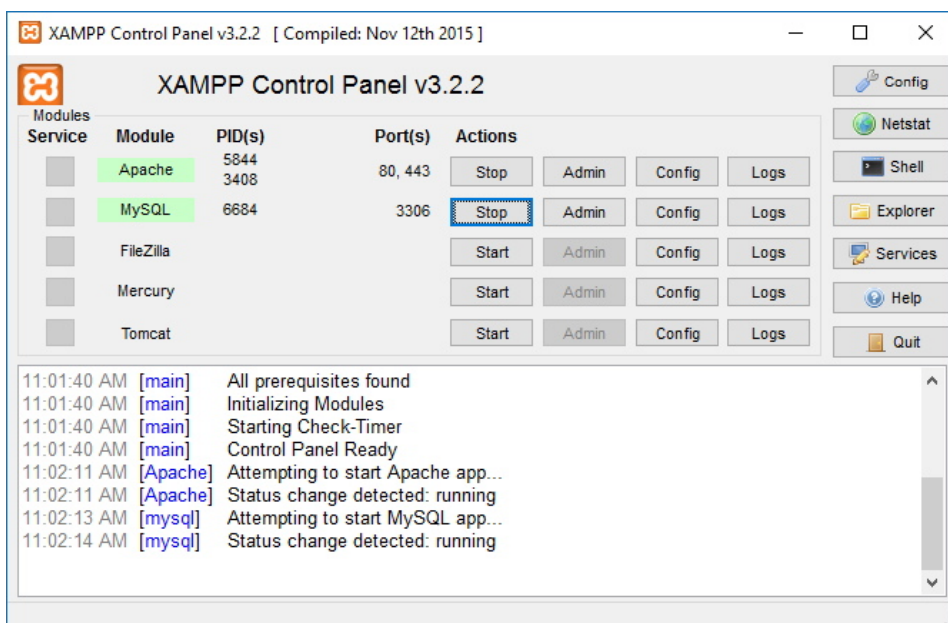 XAMPP Control Panel v3.2.2 [ Compiled: Nov 12th 2015 ]
XAMPP Control Panel v3.2.2
Config
Modules
Service Module PID(s) Port(s) Actions
Netstat
Apache 5844 3408 80, 443 Stop Admin Config Logs
Shell
MySQL 6684 3306 Stop Admin Config Logs
Explorer
FileZilla Start Admin Config Logs
Services
Mercury Start Admin Config Logs
Help
Tomcat Start Admin Config Logs
Quit
11:01:40 AM [main] All prerequisites found
11:01:40 AM [main] Initializing Modules
11:01:40 AM [main] Starting Check-Timer
11:01:40 AM [main] Control Panel Ready
11:02:11 AM [Apache] Attempting to start Apache app...
11:02:11 AM [Apache] Status change detected: running
11:02:13 AM [mysql] Attempting to start MySQL app...
11:02:14 AM [mysql] Status change detected: running